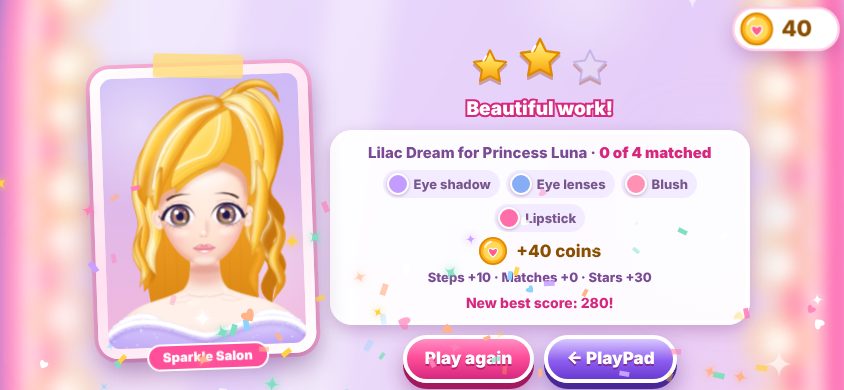 40
Beautiful work!
Lilac Dream for Princess Luna · 0 of 4 matched
Eye shadow
Eye lenses
Blush
Lipstick
+40 coins
Steps +10 · Matches +0 · Stars +30
New best score: 280!
Sparkle Salon
Play again
← PlayPad